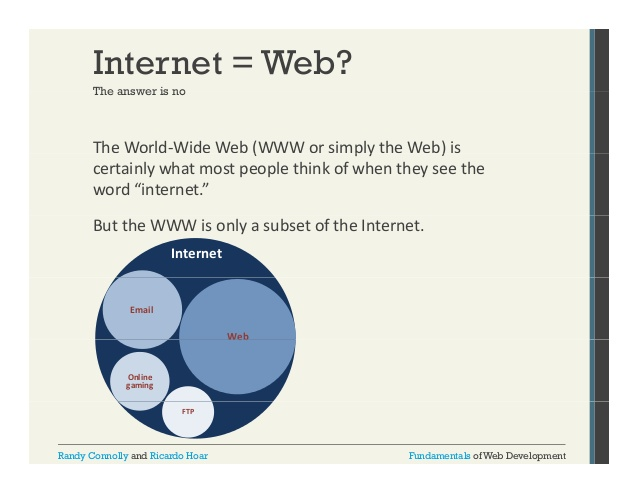 Internet = Web?
The answer is no
The World-Wide Web (WWW or simply the Web) is
certainly what most people think of when they see the
word “internet.”
But the WWW is only a subset of the Internet.
Internet
Email
Web
Online
gaming
FTP
Randy Connolly and Ricardo Hoar
Fundamentals of Web Development